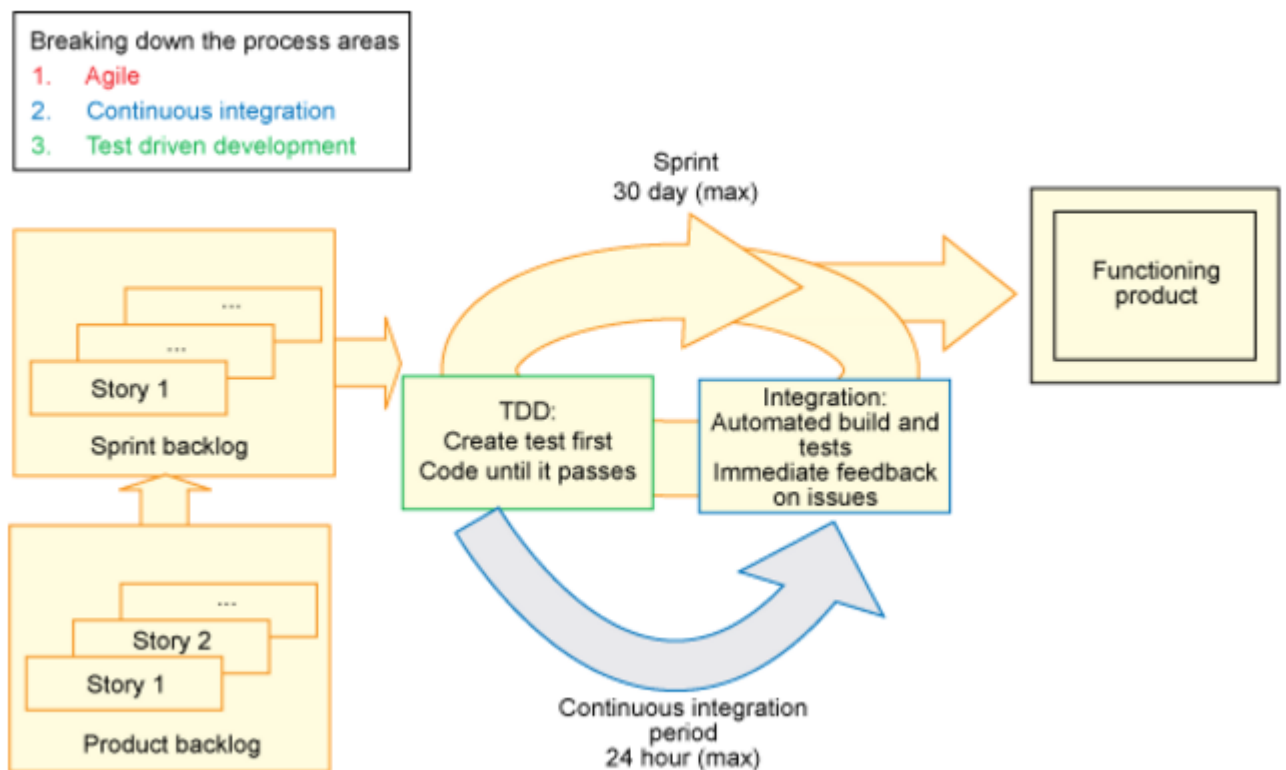 Breaking down the process areas
1. Agile
2. Continuous integration
3. Test driven development
Sprint
30 day (max)
Functioning
product
...
...
Story 1
Sprint backlog
TDD:
Create test first
Code until it passes
Integration:
Automated build and
tests
Immediate feedback
on issues
...
Story 2
Story 1
Product backlog
Continuous integration
period
24 hour (max)